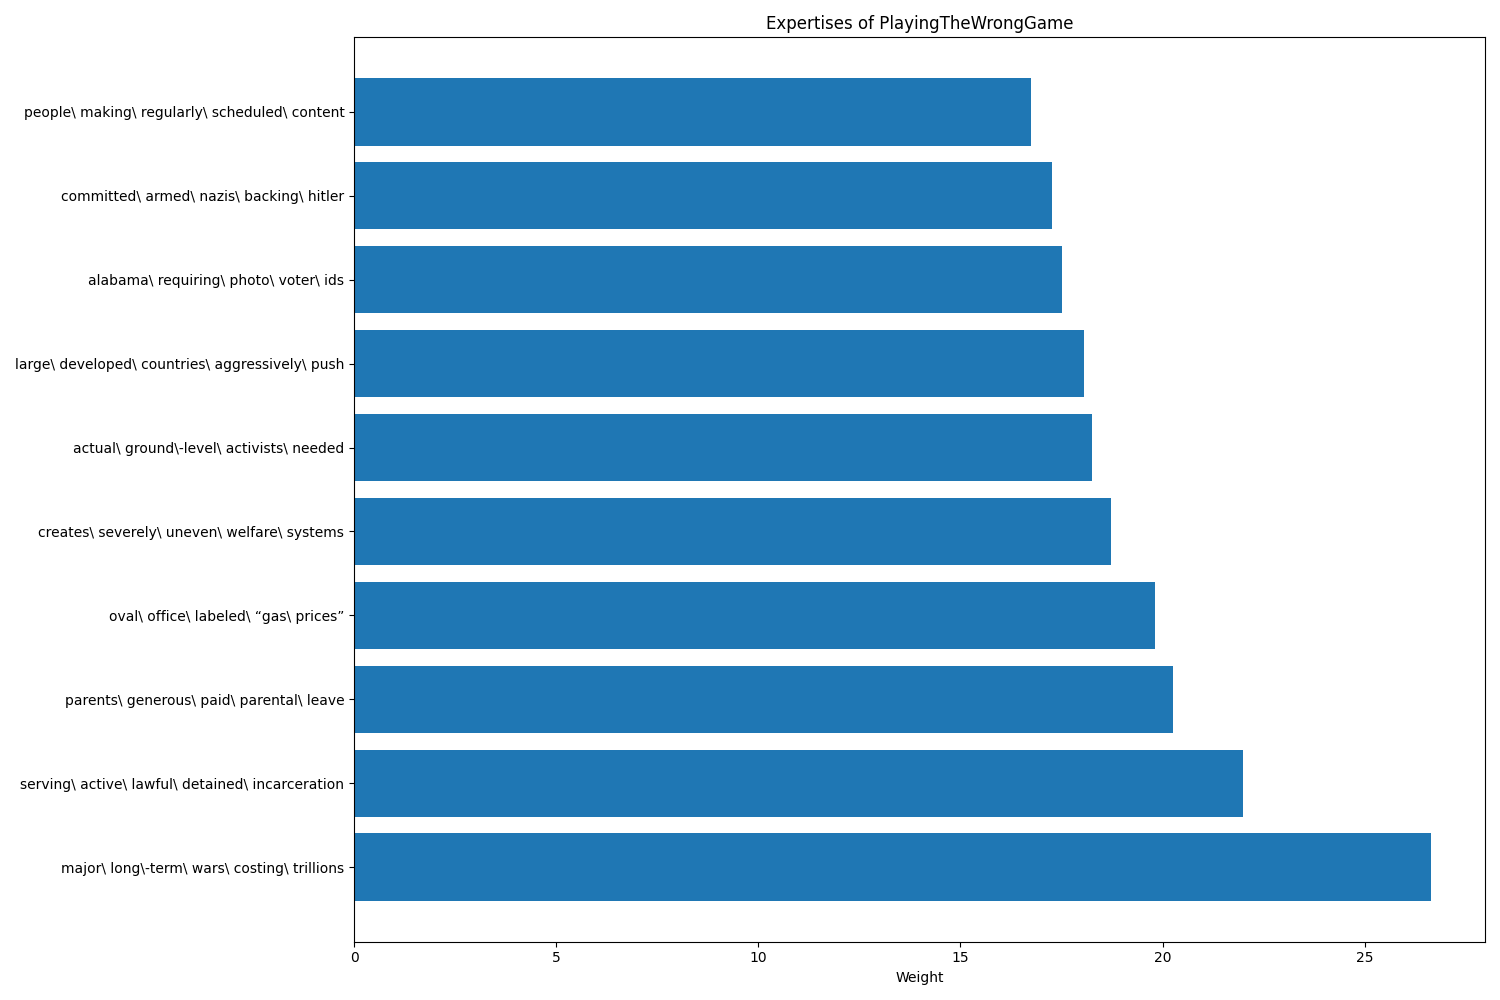 Expertises of PlayingTheWrongGame
people\ making\ regularly\ scheduled\ content
committed\ armed\ nazis\ backing\ hitler
alabama\ requiring\ photo\ voter\ ids
large\ developed\ countries\ aggressively\ push
actual\ ground\-level\ activists\ needed
creates\ severely\ uneven\ welfare\ systems
oval\ office\ labeled\ “gas\ prices”
parents\ generous\ paid\ parental\ leave
serving\ active\ lawful\ detained\ incarceration
major\ long\-term\ wars\ costing\ trillions
0 5 10 15 20 25
Weight